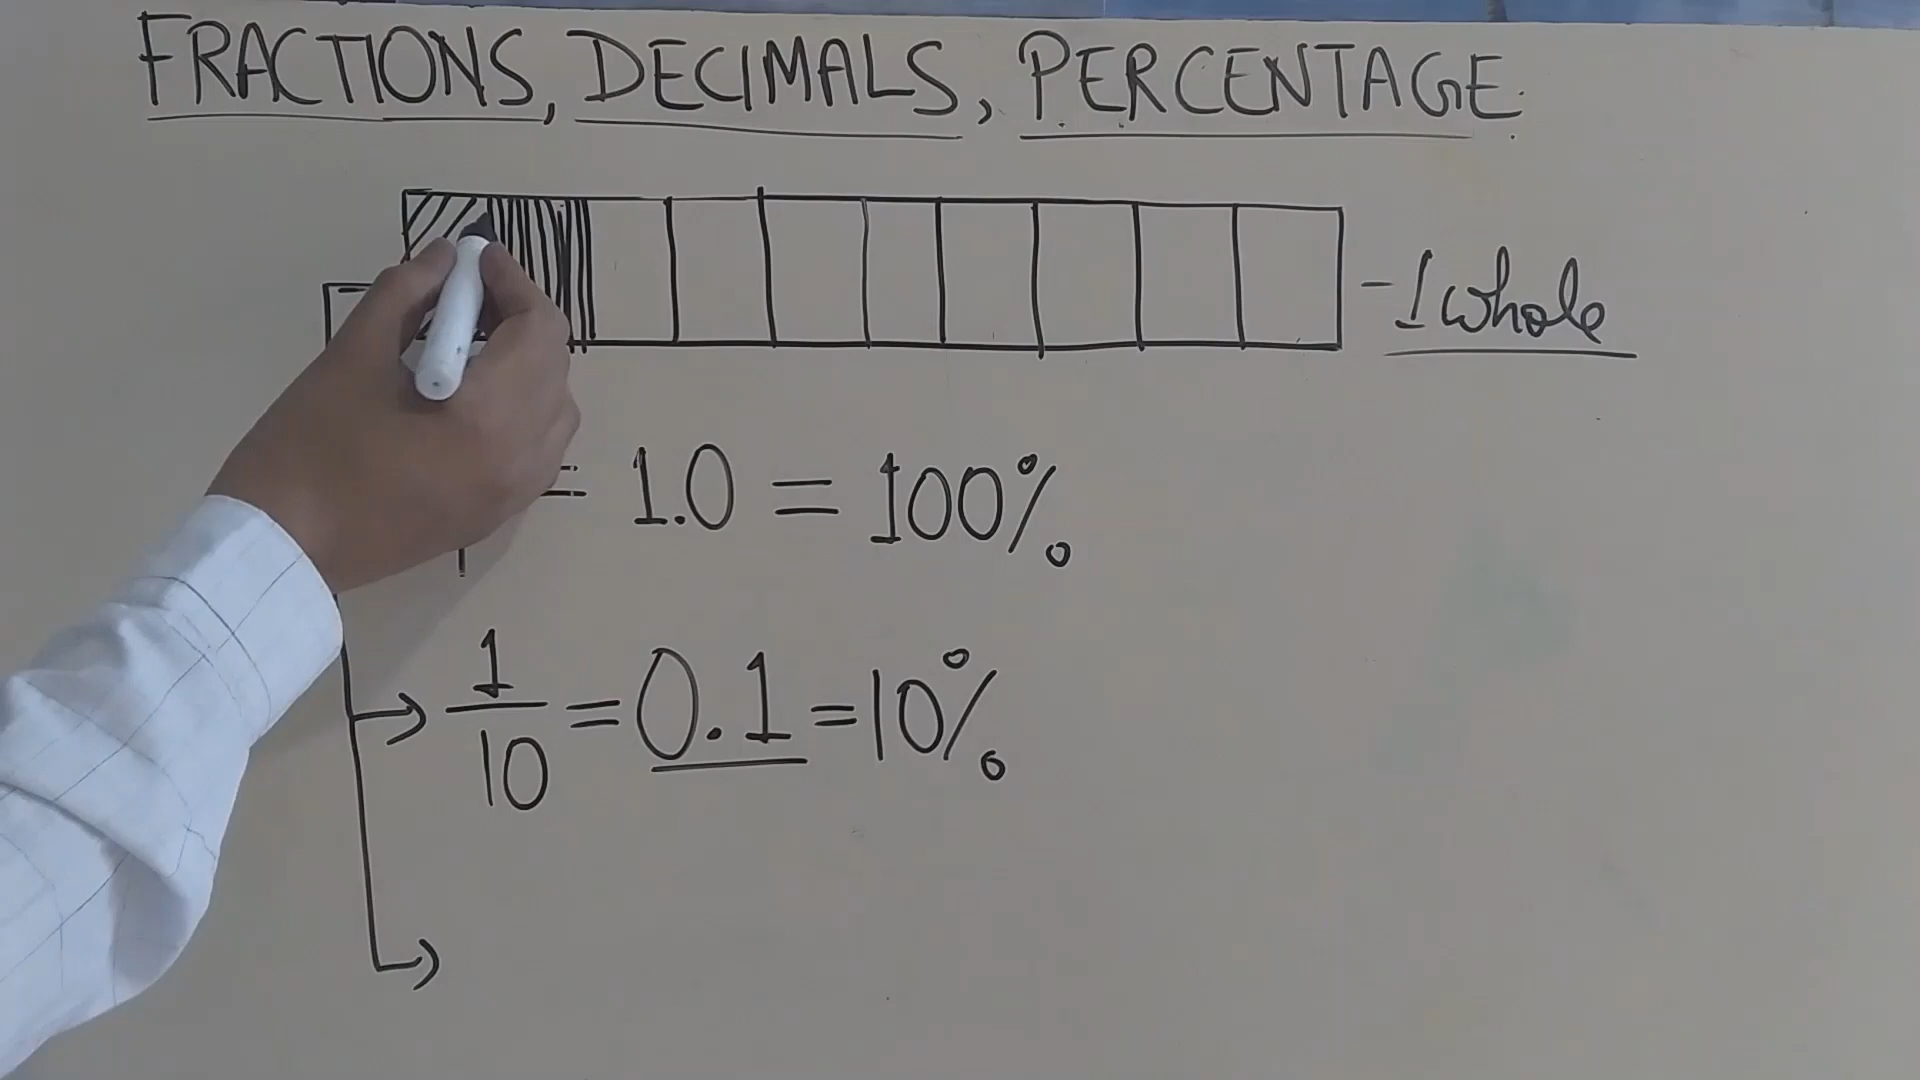 FRACTIONS, DECIMALS, PERCENTAGE.
- 1 whole
= 1.0 = 100%
1/10 = 0.1 = 10%